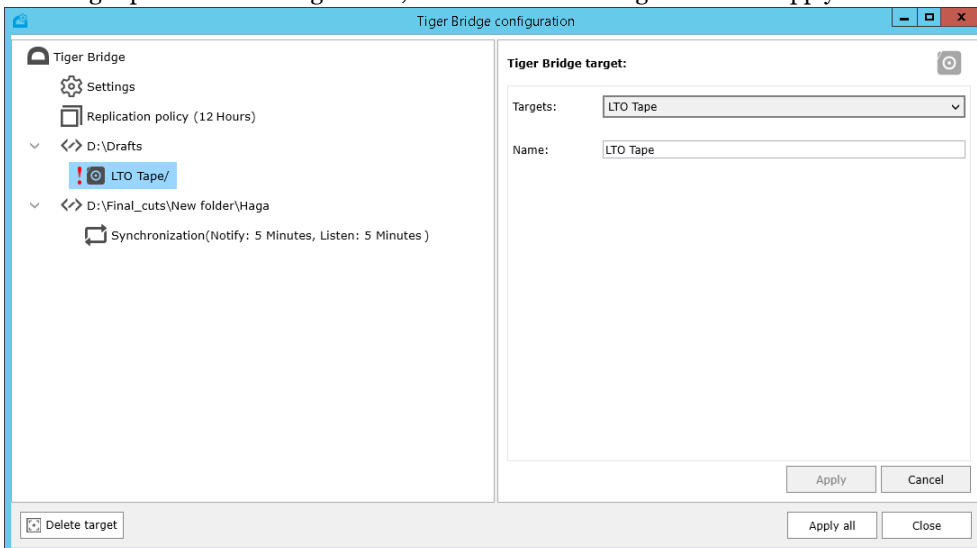 Tiger Bridge configuration
Tiger Bridge
Settings
Replication policy (12 Hours)
D:\Drafts
! LTO Tape/
D:\Final_cuts\New folder\Haga
Synchronization(Notify: 5 Minutes, Listen: 5 Minutes )
Tiger Bridge target:
Targets: LTO Tape
Name: LTO Tape
Apply Cancel
Delete target
Apply all Close